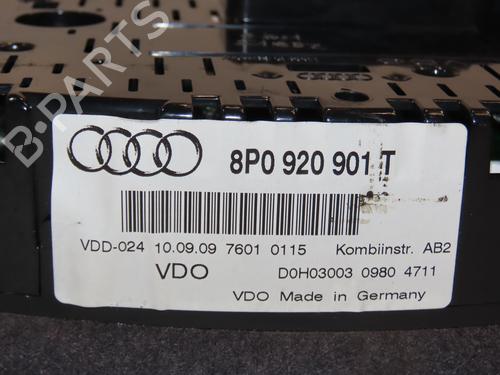 8P0 920 901 T
VDD-024 10.09.09 7601 0115 Kombiinstr. AB2
VDO D0H03003 0980 4711
VDO Made in Germany
B-PARTS